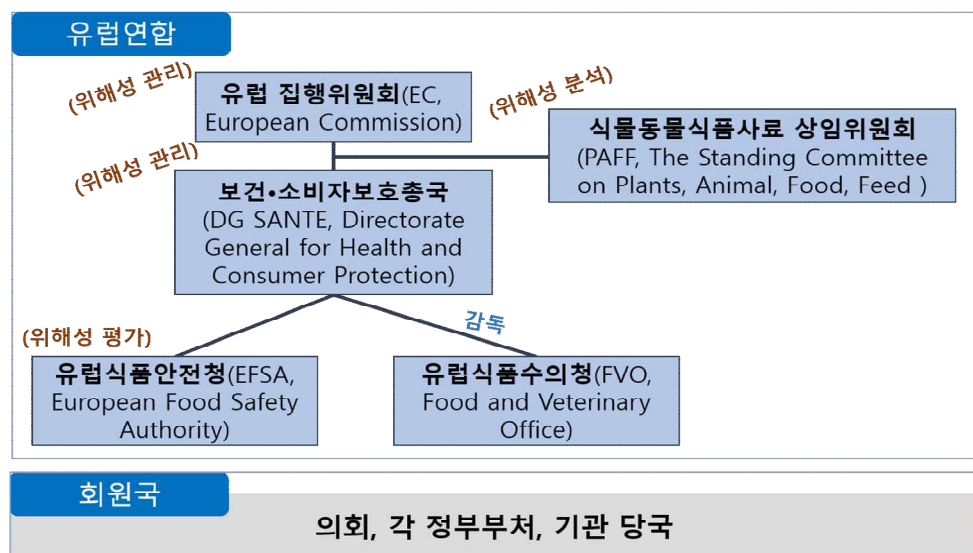 유럽연합
(위해성 관리)
유럽 집행위원회(EC,
European Commission)
(위해성 분석)
식물동물식품사료 상임위원회
(PAFF, The Standing Committee
on Plants, Animal, Food, Feed )
(위해성 관리)
보건•소비자보호총국
(DG SANTE, Directorate
General for Health and
Consumer Protection)
(위해성 평가)
감독
유럽식품안전청(EFSA,
European Food Safety
Authority)
유럽식품수의청(FVO,
Food and Veterinary
Office)
회원국
의회, 각 정부부처, 기관 당국